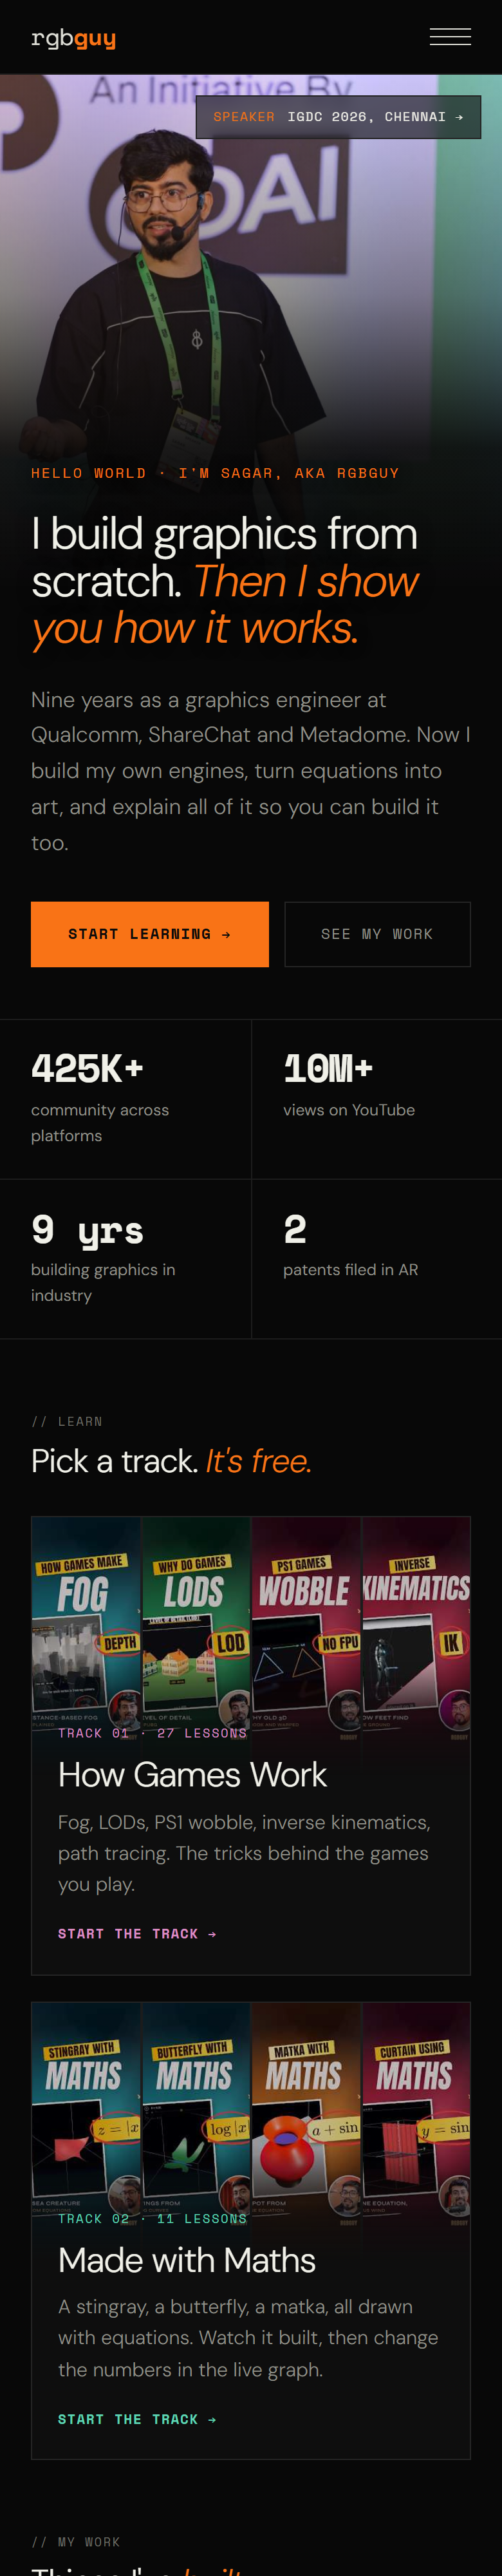 rgbguy
An Initiative By
OAI
SPEAKER IGDC 2026, CHENNAI →
HELLO WORLD · I'M SAGAR, AKA RGBGUY
I build graphics from
scratch. Then I show
you how it works.
Nine years as a graphics engineer at
Qualcomm, ShareChat and Metadome. Now I
build my own engines, turn equations into
art, and explain all of it so you can build it
too.
START LEARNING →
SEE MY WORK
425K+
community across
platforms
10M+
views on YouTube
9 yrs
building graphics in
industry
2
patents filed in AR
// LEARN
Pick a track. It's free.
HOW GAMES MAKE
FOG
DEPTH
WHY DO GAMES
LODS
LOD
PS1 GAMES
WOBBLE
NO FPU
INVERSE
KINEMATICS
IK
TRACK 01 · 27 LESSONS
How Games Work
Fog, LODs, PS1 wobble, inverse kinematics,
path tracing. The tricks behind the games
you play.
START THE TRACK →
STINGRAY WITH
MATHS
z = |x
BUTTERFLY WITH
MATHS
log |x
MATKA WITH
MATHS
a + sin
CURTAIN USING
MATHS
y = sin
TRACK 02 · 11 LESSONS
Made with Maths
A stingray, a butterfly, a matka, all drawn
with equations. Watch it built, then change
the numbers in the live graph.
START THE TRACK →
// MY WORK